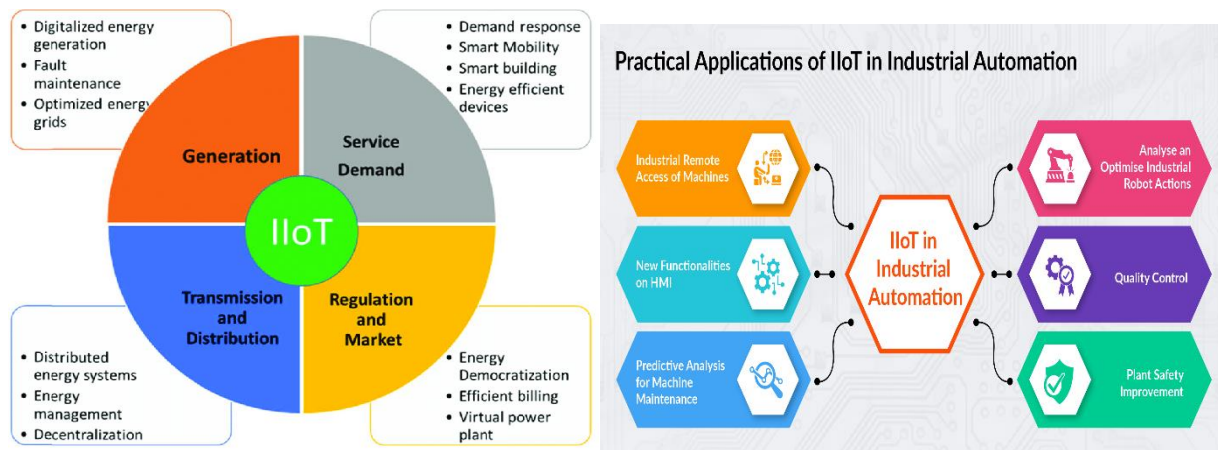 • Digitalized energy
generation
• Fault
maintenance
• Optimized energy
grids
• Demand response
• Smart Mobility
• Smart building
• Energy efficient
devices
Generation
Service
Demand
IIoT
Transmission
and
Distribution
Regulation
and
Market
• Distributed
energy systems
• Energy
management
• Decentralization
• Energy
Democratization
• Efficient billing
• Virtual power
plant
Practical Applications of IIoT in Industrial Automation
Industrial Remote
Access of Machines
New Functionalities
on HMI
Predictive Analysis
for Machine
Maintenance
IIoT in
Industrial
Automation
Analyse an
Optimise Industrial
Robot Actions
Quality Control
Plant Safety
Improvement